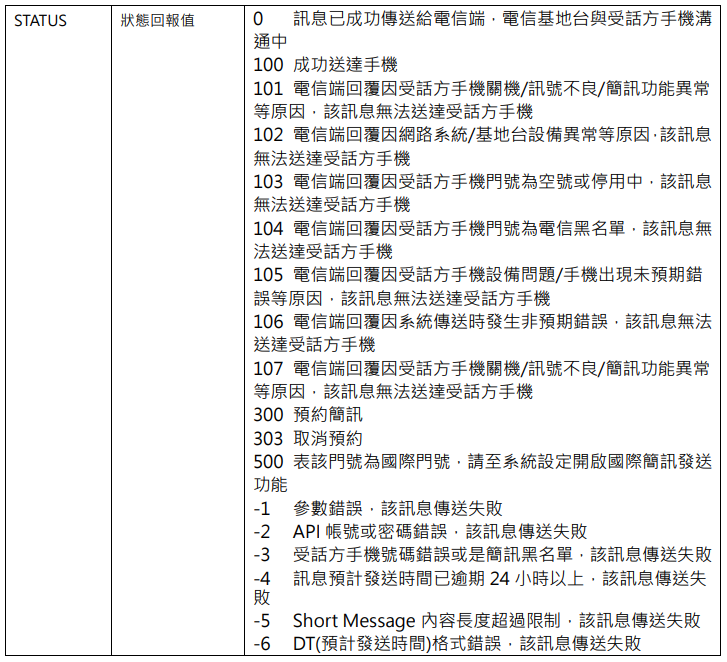 STATUS
狀態回報值
0 訊息已成功傳送給電信端，電信基地台與受話方手機溝
通中
100 成功送達手機
101 電信端回覆因受話方手機關機/訊號不良/簡訊功能異常
等原因，該訊息無法送達受話方手機
102 電信端回覆因網路系統/基地台設備異常等原因，該訊息
無法送達受話方手機
103 電信端回覆因受話方手機門號為空號或停用中，該訊息
無法送達受話方手機
104 電信端回覆因受話方手機門號為電信黑名單，該訊息無
法送達受話方手機
105 電信端回覆因受話方手機設備問題/手機出現未預期錯
誤等原因，該訊息無法送達受話方手機
106 電信端回覆因系統傳送時發生非預期錯誤，該訊息無法
送達受話方手機
107 電信端回覆因受話方手機關機/訊號不良/簡訊功能異常
等原因，該訊息無法送達受話方手機
300 預約簡訊
303 取消預約
500 表該門號為國際門號，請至系統設定開啟國際簡訊發送
功能
-1 參數錯誤，該訊息傳送失敗
-2 API 帳號或密碼錯誤，該訊息傳送失敗
-3 受話方手機號碼錯誤或是簡訊黑名單，該訊息傳送失敗
-4 訊息預計發送時間已逾期 24 小時以上，該訊息傳送失
敗
-5 Short Message 內容長度超過限制，該訊息傳送失敗
-6 DT(預計發送時間)格式錯誤，該訊息傳送失敗